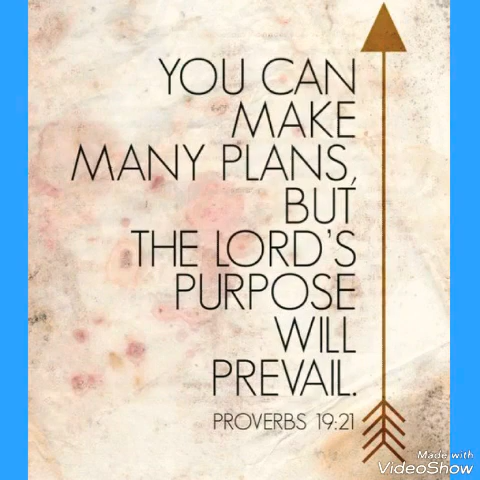 YOU CAN
MAKE
MANY PLANS,
BUT
THE LORD'S
PURPOSE
WILL
PREVAIL.
PROVERBS 19:21
Made with
VideoShow